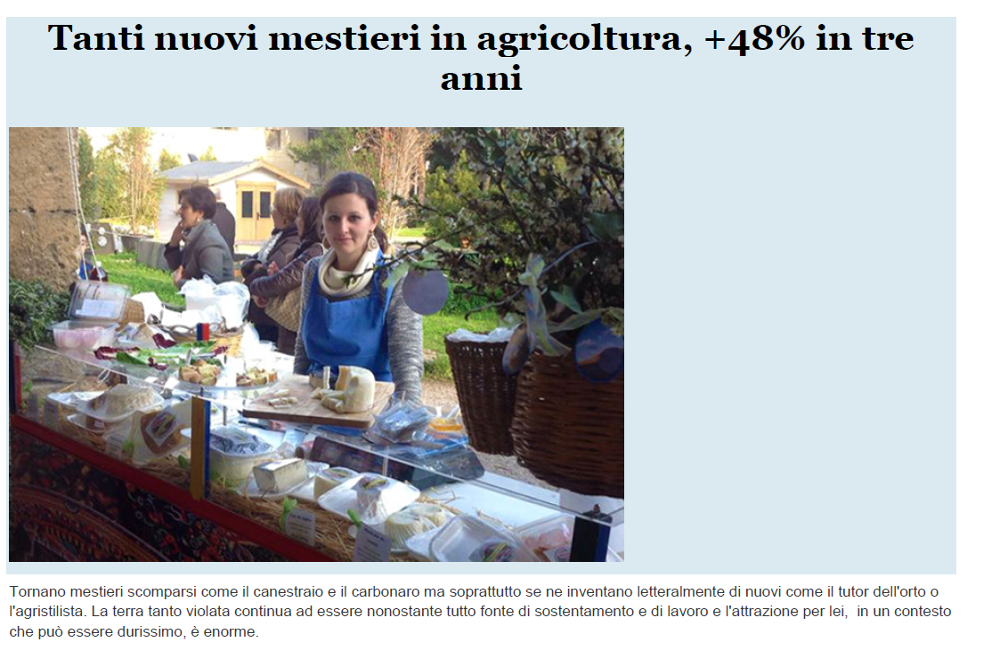 Tanti nuovi mestieri in agricoltura, +48% in tre
anni
Tornano mestieri scomparsi come il canestraio e il carbonaro ma soprattutto se ne inventano letteralmente di nuovi come il tutor dell'orto o
l'agristilista. La terra tanto violata continua ad essere nonostante tutto fonte di sostentamento e di lavoro e l'attrazione per lei,  in un contesto
che può essere durissimo, è enorme.